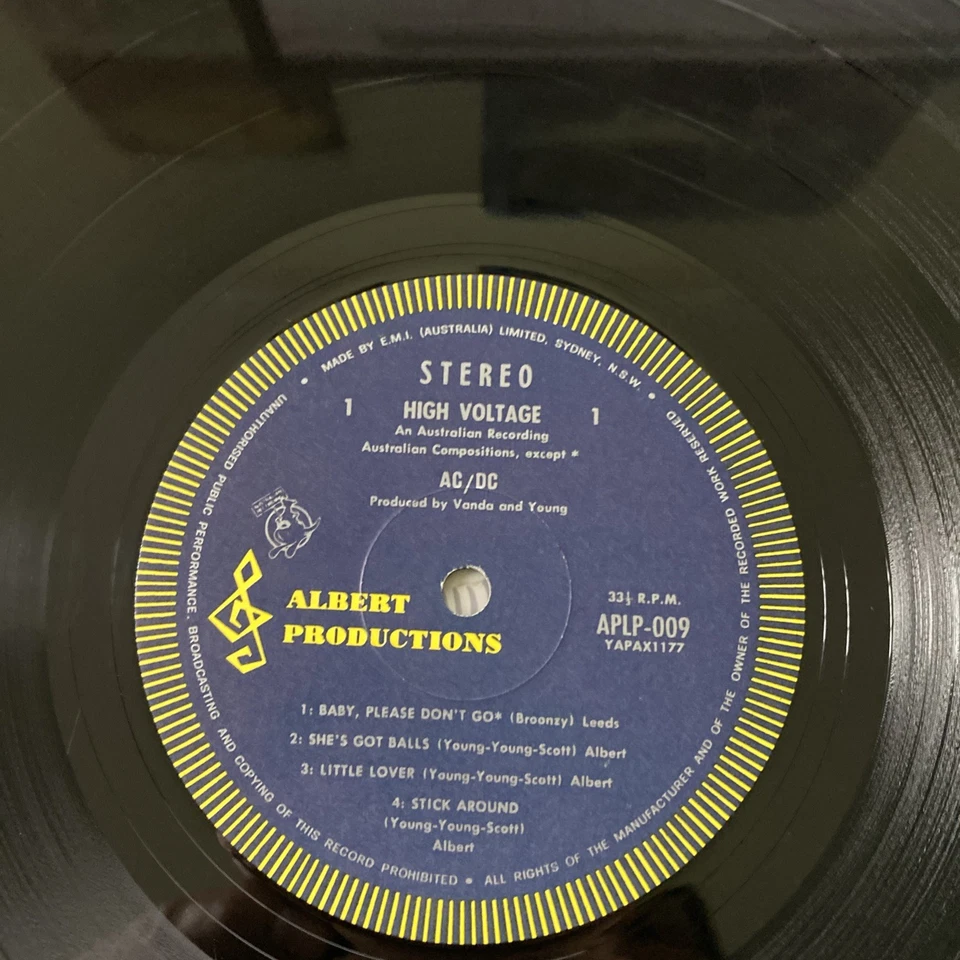 MADE BY E.M.I. (AUSTRALIA) LIMITED, SYDNEY, N.S.W.
STEREO
1 HIGH VOLTAGE 1
An Australian Recording
Australian Compositions, except *
AC/DC
Produced by Vanda and Young
ALBERT
PRODUCTIONS
33⅓ R.P.M.
APLP-009
YAPAX1177
1: BABY, PLEASE DON'T GO* (Broonzy) Leeds
2: SHE'S GOT BALLS (Young-Young-Scott) Albert
3: LITTLE LOVER (Young-Young-Scott) Albert
4: STICK AROUND
(Young-Young-Scott)
Albert
UNAUTHORISED PUBLIC PERFORMANCE, BROADCASTING AND COPYING OF THIS RECORD PROHIBITED • ALL RIGHTS OF THE MANUFACTURER AND OF THE OWNER OF THE RECORDED WORK RESERVED